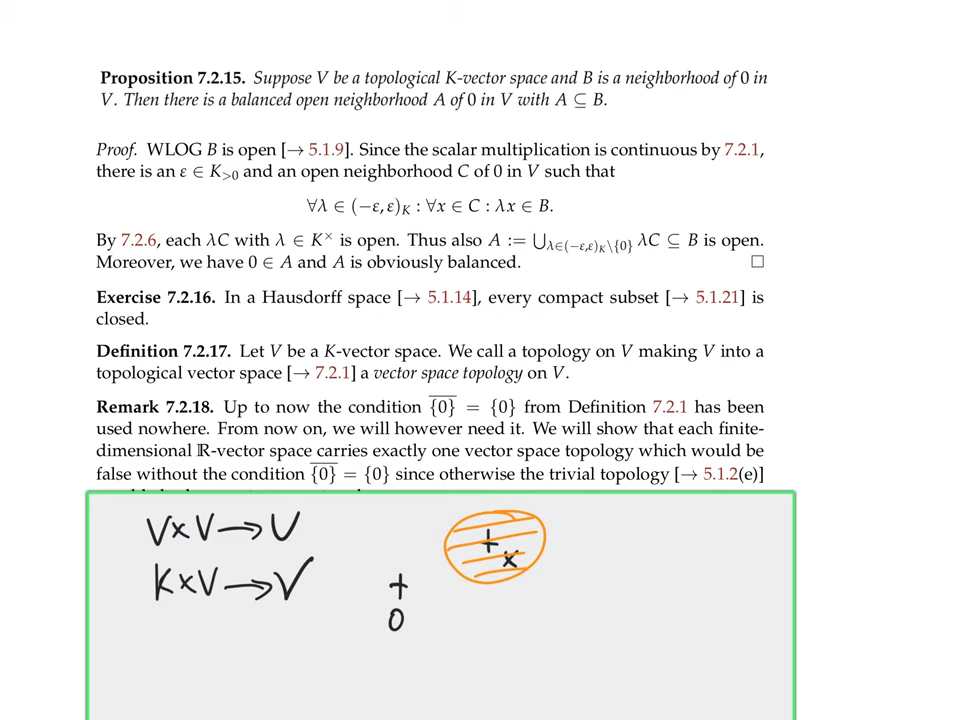 Proposition 7.2.15. Suppose V be a topological K-vector space and B is a neighborhood of 0 in
V. Then there is a balanced open neighborhood A of 0 in V with A ⊆ B.
Proof. WLOG B is open [→ 5.1.9]. Since the scalar multiplication is continuous by 7.2.1,
there is an ε ∈ K>0 and an open neighborhood C of 0 in V such that
∀λ ∈ (−ε, ε)K : ∀x ∈ C : λx ∈ B.
By 7.2.6, each λC with λ ∈ K× is open. Thus also A := ⋃λ∈(−ε,ε)K\{0} λC ⊆ B is open.
Moreover, we have 0 ∈ A and A is obviously balanced. □
Exercise 7.2.16. In a Hausdorff space [→ 5.1.14], every compact subset [→ 5.1.21] is
closed.
Definition 7.2.17. Let V be a K-vector space. We call a topology on V making V into a
topological vector space [→ 7.2.1] a vector space topology on V.
Remark 7.2.18. Up to now the condition \overline{{0}} = {0} from Definition 7.2.1 has been
used nowhere. From now on, we will however need it. We will show that each finite-
dimensional ℝ-vector space carries exactly one vector space topology which would be
false without the condition \overline{{0}} = {0} since otherwise the trivial topology [→ 5.1.2(e)]
V×V→V
+ x
K×V→V
+
0